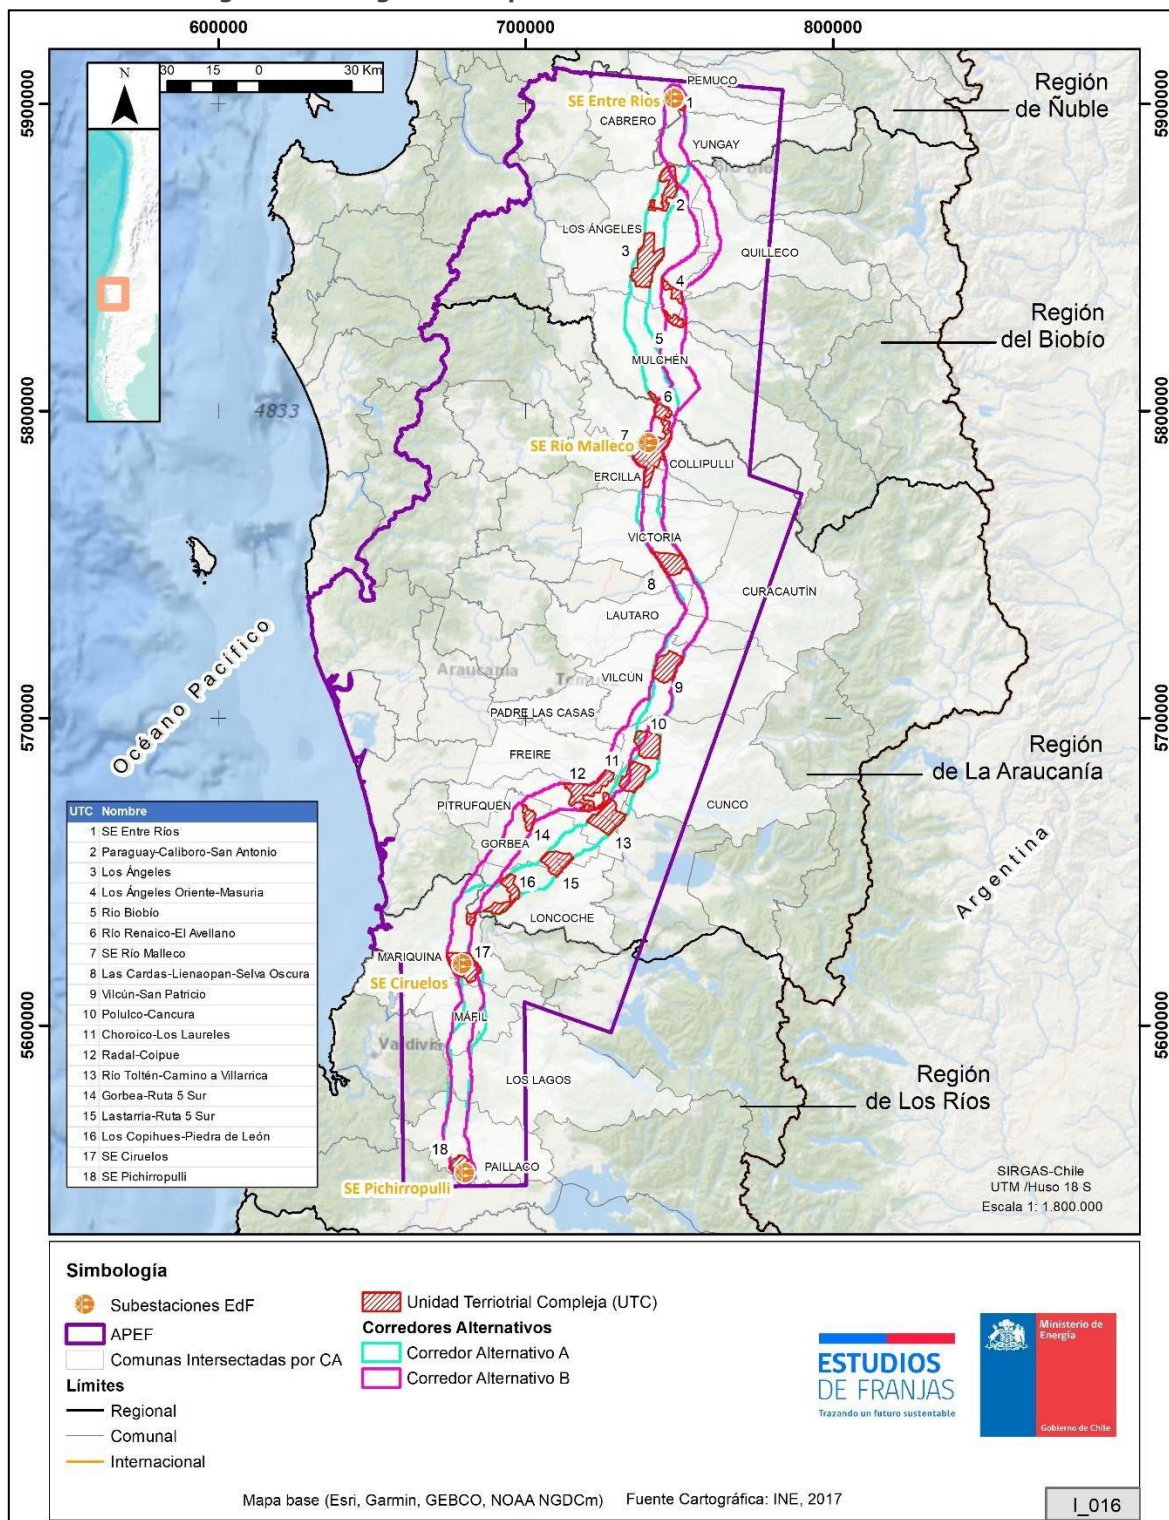 600000
700000
800000
5900000
5800000
5700000
5600000
5900000
5800000
5700000
5600000
N
30 15 0 30 Km
PEMUCO
SE Entre Ríos
1
CABRERO
YUNGAY
Región
de Ñuble
2
LOS ÁNGELES
3
QUILLECO
4
Región
del Biobío
5
MULCHÉN
4833
6
7
SE Rio Malleco
COLLIPULLI
ERCILLA
VICTORIA
8
CURACAUTÍN
LAUTARO
Océano Pacífico
Araucanía
Temuco
VILCÚN
9
PADRE LAS CASAS
10
FREIRE
11
12
Región
de La Araucanía
PITRUFQUÉN
CUNCO
14
GORBEA
13
15
16
LONCOCHE
Argentina
MARIQUINA
17
SE Ciruelos
MÁFIL
Valdivia
LOS LAGOS
Región
de Los Ríos
18
PAILLACO
SE Pichirropulli
UTC Nombre
1 SE Entre Ríos
2 Paraguay-Caliboro-San Antonio
3 Los Ángeles
4 Los Ángeles Oriente-Masuria
5 Rio Biobío
6 Río Renaico-El Avellano
7 SE Río Malleco
8 Las Cardas-Lienaopan-Selva Oscura
9 Vilcún-San Patricio
10 Polulco-Cancura
11 Choroico-Los Laureles
12 Radal-Coipue
13 Río Toltén-Camino a Villarrica
14 Gorbea-Ruta 5 Sur
15 Lastarria-Ruta 5 Sur
16 Los Copihues-Piedra de León
17 SE Ciruelos
18 SE Pichirropulli
SIRGAS-Chile
UTM /Huso 18 S
Escala 1: 1.800.000
Simbología
Subestaciones EdF
APEF
Comunas Intersectadas por CA
Límites
Regional
Comunal
Internacional
Unidad Terriotrial Compleja (UTC)
Corredores Alternativos
Corredor Alternativo A
Corredor Alternativo B
ESTUDIOS
DE FRANJAS
Trazando un futuro sustentable
Ministerio de
Energía
Gobierno de Chile
Mapa base (Esri, Garmin, GEBCO, NOAA NGDCm) Fuente Cartográfica: INE, 2017
I_016